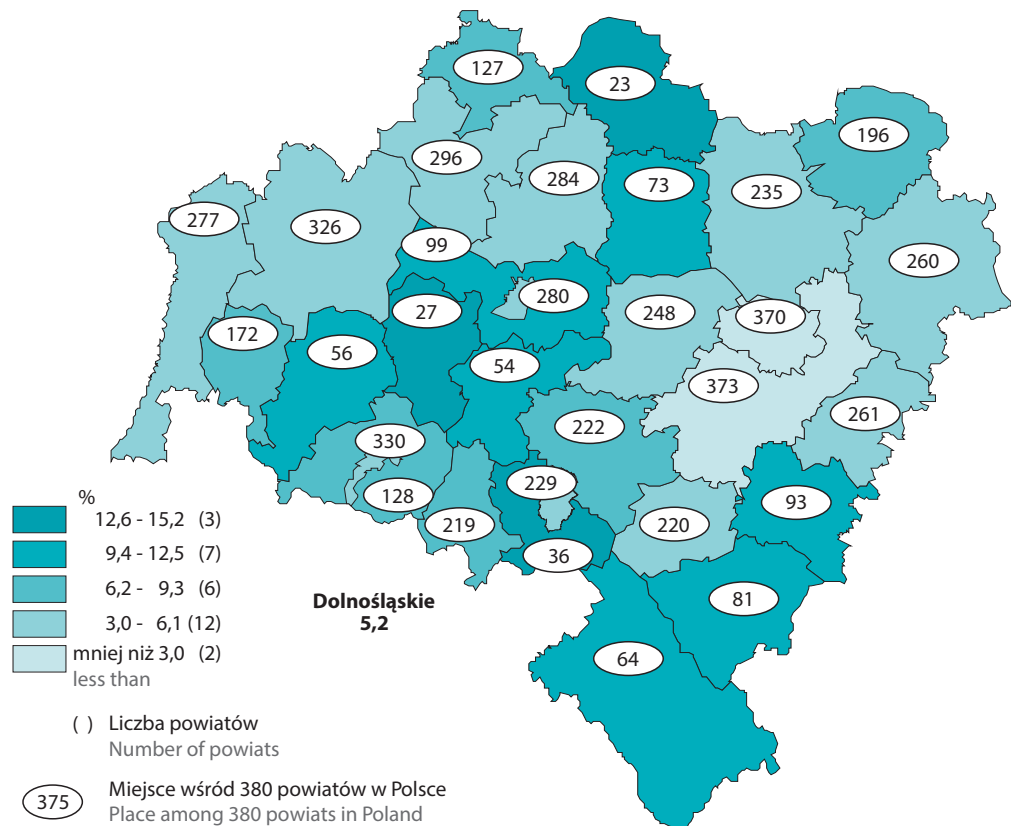 127
23
196
296
284
73
235
277
326
99
260
280
27
248
370
172
56
54
373
261
222
330
229
128
93
219
220
36
81
64
%
12,6 - 15,2 (3)
9,4 - 12,5 (7)
6,2 - 9,3 (6)
3,0 - 6,1 (12)
mniej niż 3,0 (2)
less than
Dolnośląskie
5,2
( ) Liczba powiatów
Number of powiats
375 Miejsce wśród 380 powiatów w Polsce
Place among 380 powiats in Poland